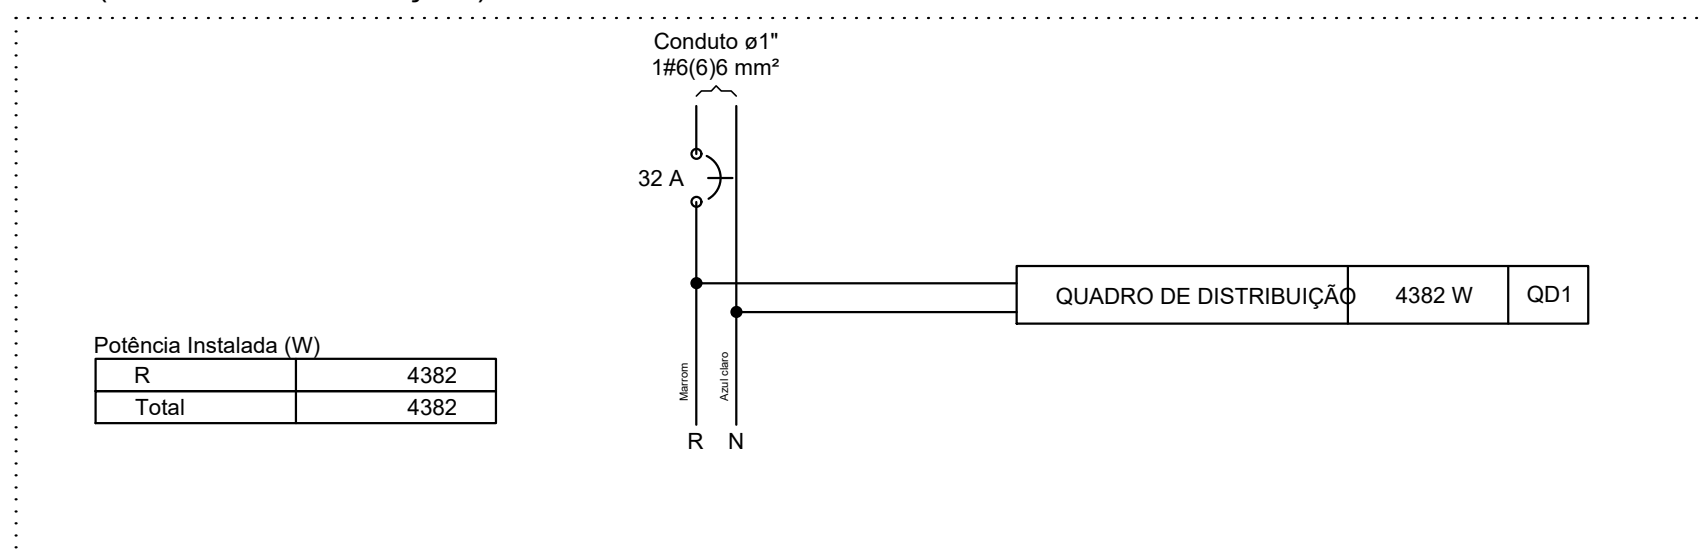 Conduto ø1"
1#6(6)6 mm²
32 A
QUADRO DE DISTRIBUIÇÃO 4382 W QD1
Potência Instalada (W)
R 4382
Total 4382
Marrom
Azul claro
R N